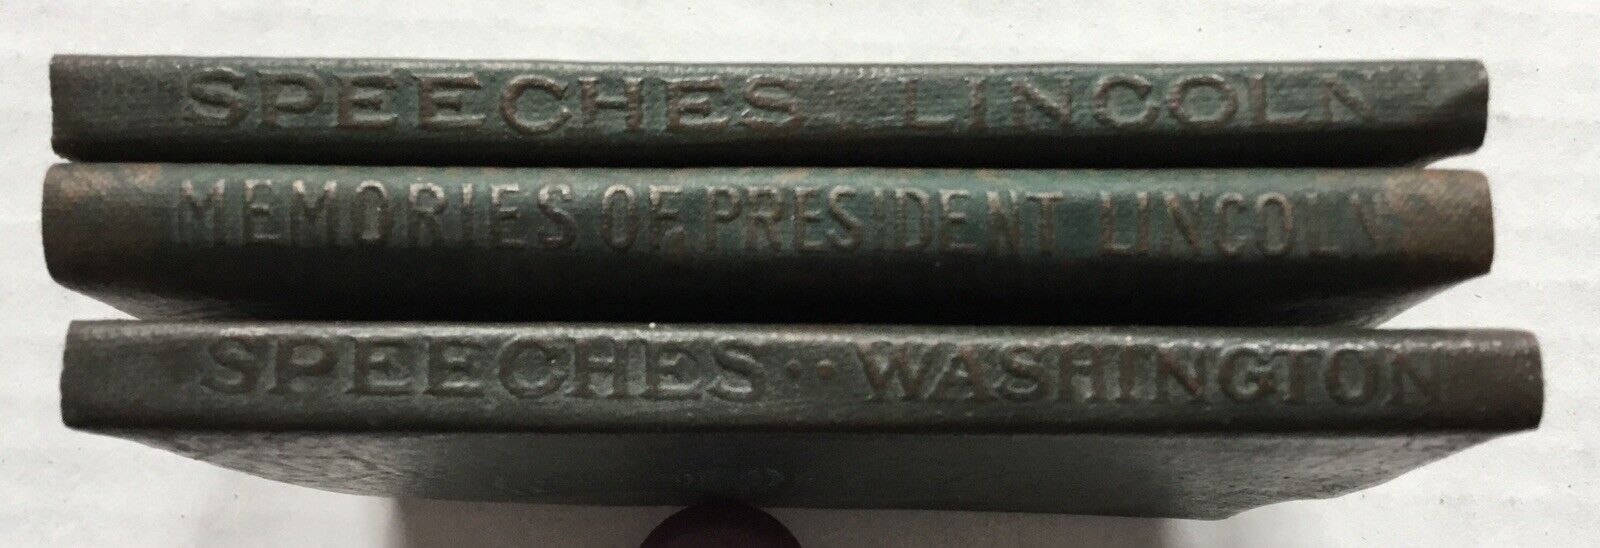 SPEECHES LINCOLN
MEMORIES OF PRESIDENT LINCOLN
SPEECHES·· WASHINGTON